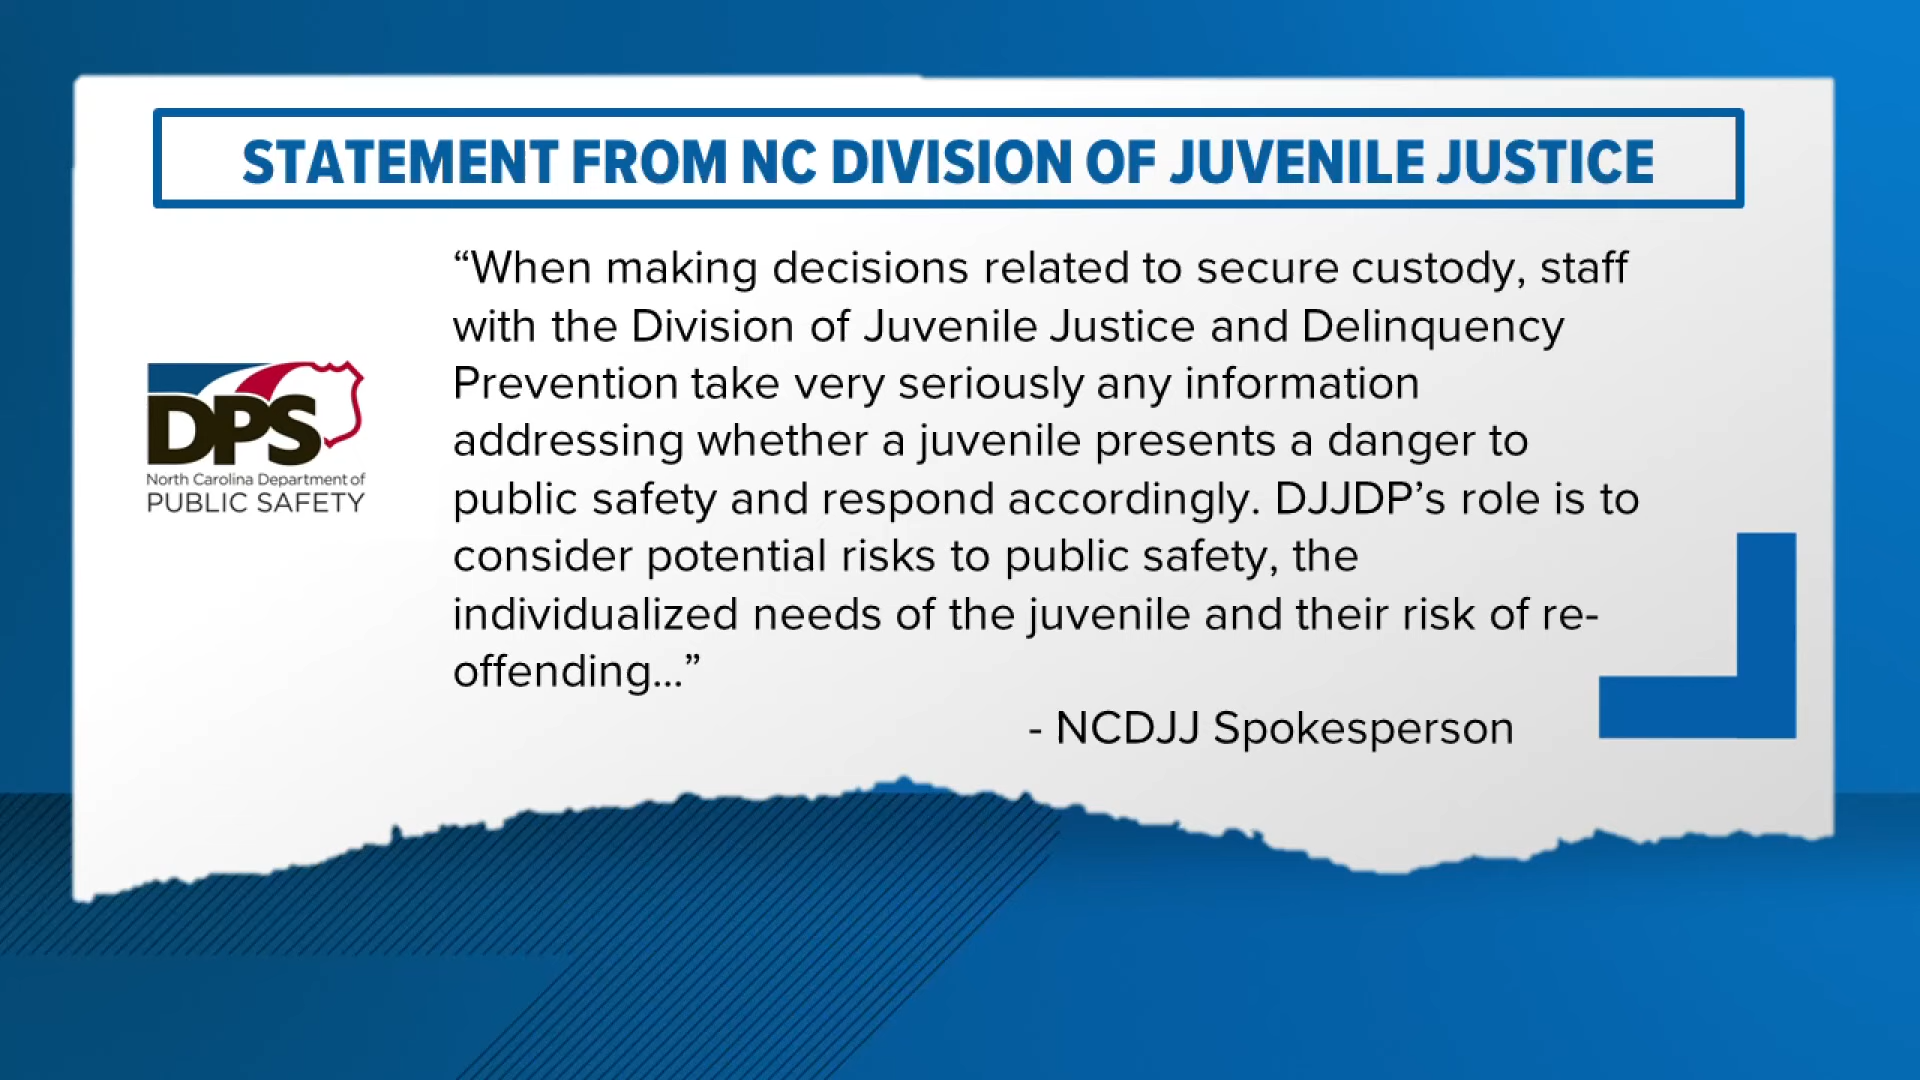 STATEMENT FROM NC DIVISION OF JUVENILE JUSTICE
“When making decisions related to secure custody, staff
with the Division of Juvenile Justice and Delinquency
Prevention take very seriously any information
addressing whether a juvenile presents a danger to
public safety and respond accordingly. DJJDP’s role is to
consider potential risks to public safety, the
individualized needs of the juvenile and their risk of re-
offending...”
- NCDJJ Spokesperson
DPS
North Carolina Department of
PUBLIC SAFETY